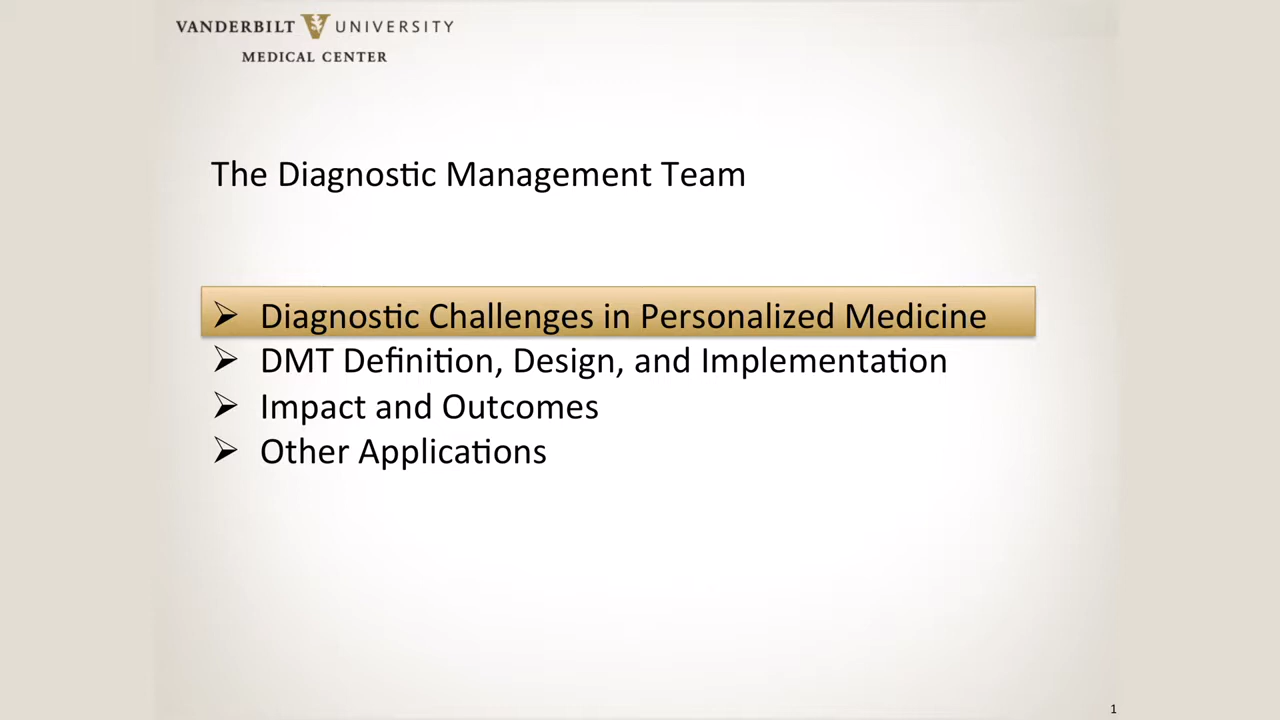 VANDERBILT UNIVERSITY
MEDICAL CENTER
The Diagnostic Management Team
➢ Diagnostic Challenges in Personalized Medicine
➢ DMT Definition, Design, and Implementation
➢ Impact and Outcomes
➢ Other Applications
1